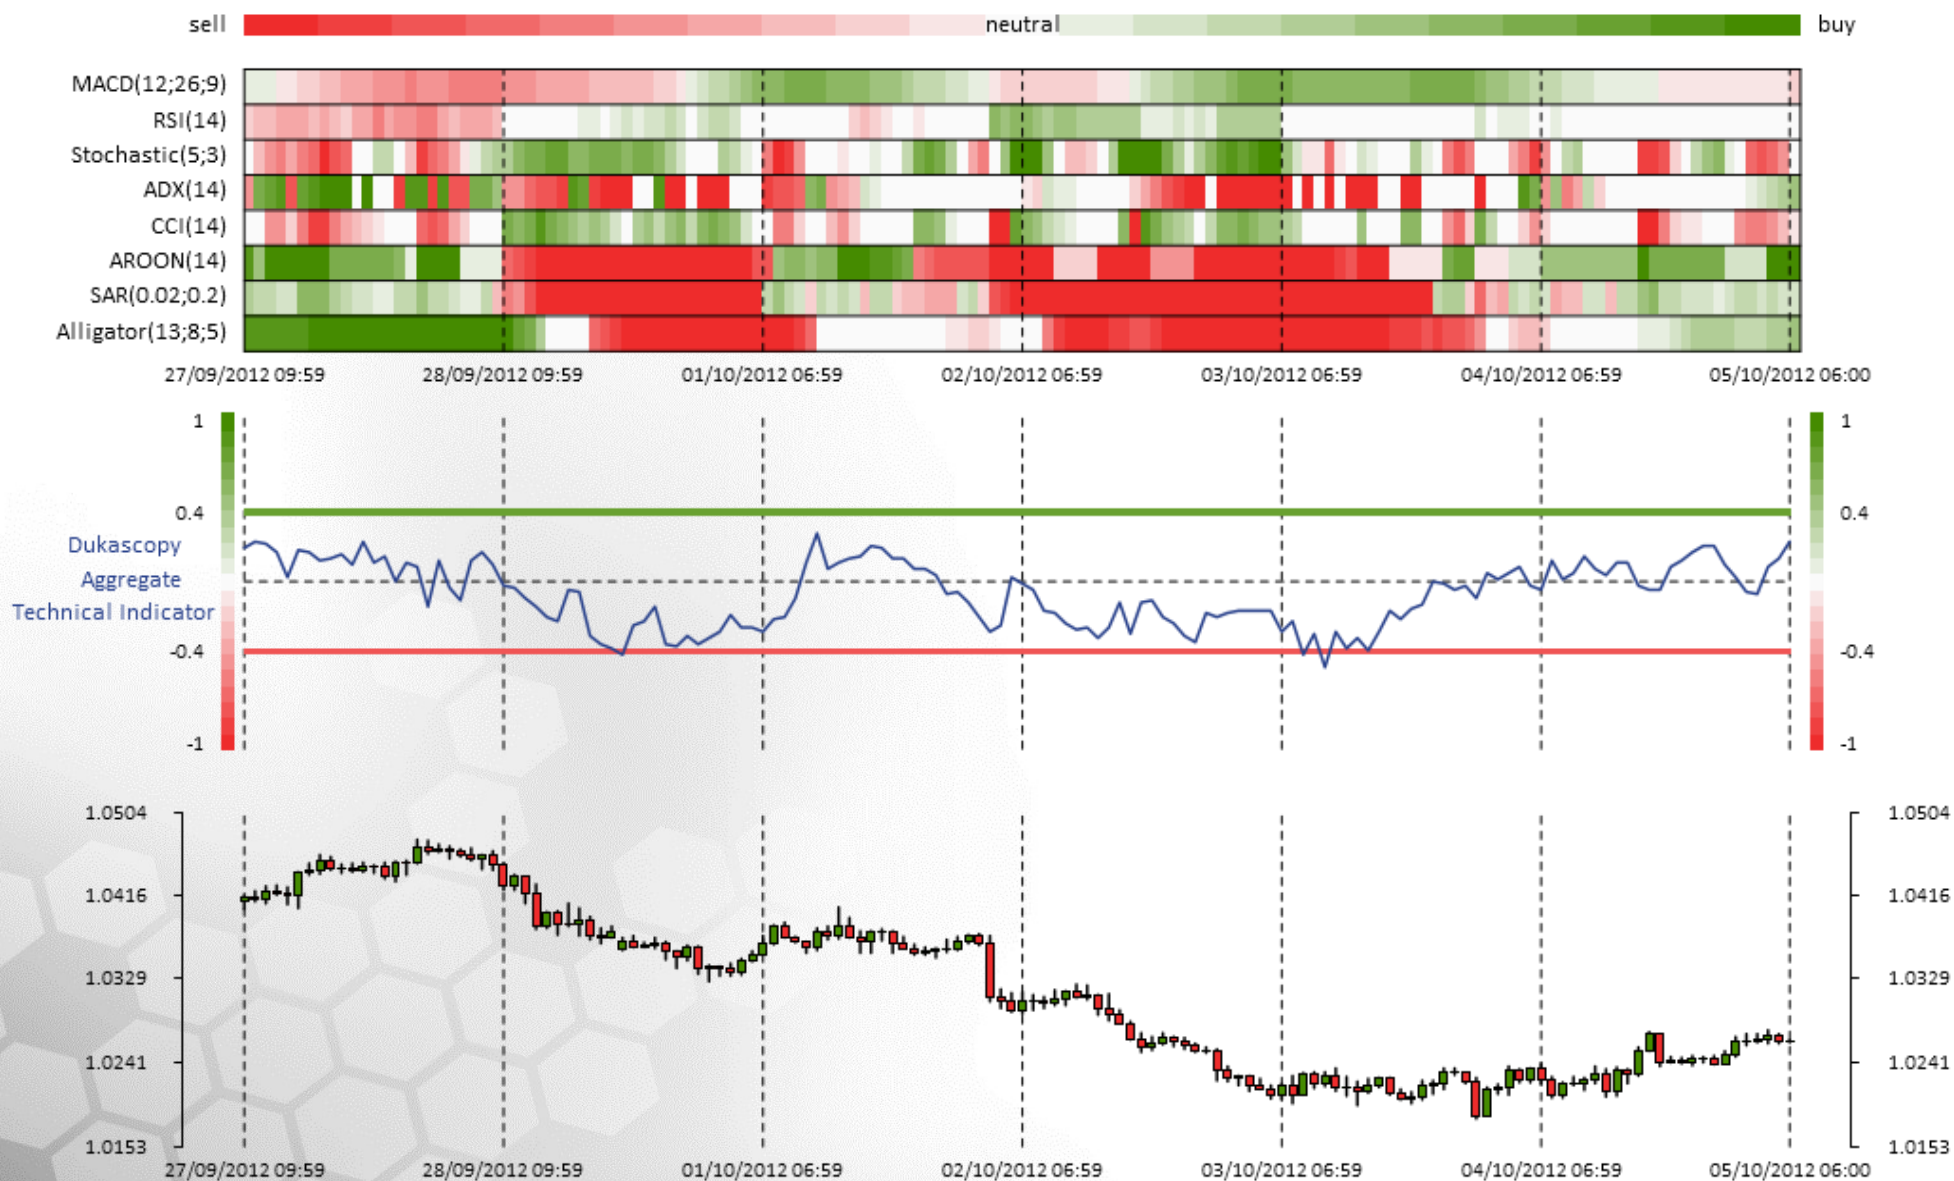 sell neutral buy
MACD(12;26;9)
RSI(14)
Stochastic(5;3)
ADX(14)
CCI(14)
AROON(14)
SAR(0.02;0.2)
Alligator(13;8;5)
27/09/2012 09:59 28/09/2012 09:59 01/10/2012 06:59 02/10/2012 06:59 03/10/2012 06:59 04/10/2012 06:59 05/10/2012 06:00
1 1
0.4 0.4
Dukascopy
Aggregate
Technical Indicator
-0.4 -0.4
-1 -1
1.0504 1.0504
1.0416 1.0416
1.0329 1.0329
1.0241 1.0241
1.0153 1.0153
27/09/2012 09:59 28/09/2012 09:59 01/10/2012 06:59 02/10/2012 06:59 03/10/2012 06:59 04/10/2012 06:59 05/10/2012 06:00